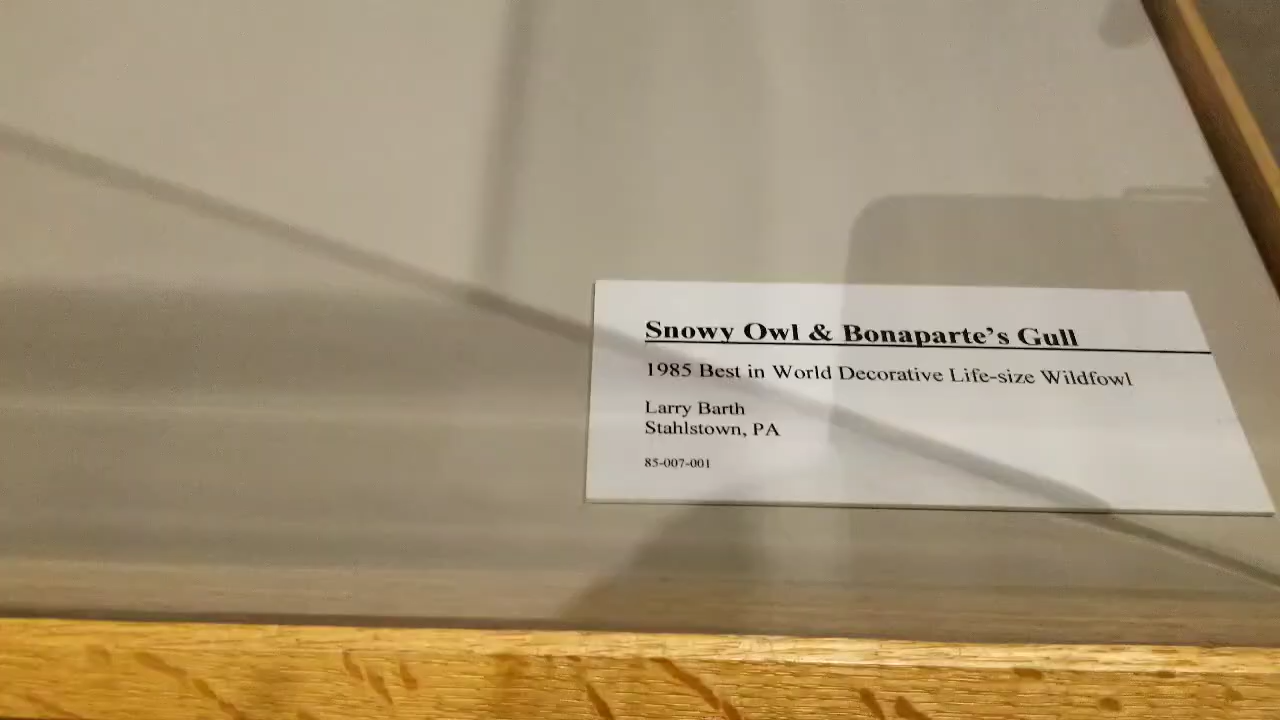 Snowy Owl & Bonaparte's Gull
1985 Best in World Decorative Life-size Wildfowl
Larry Barth
Stahlstown, PA
85-007-001